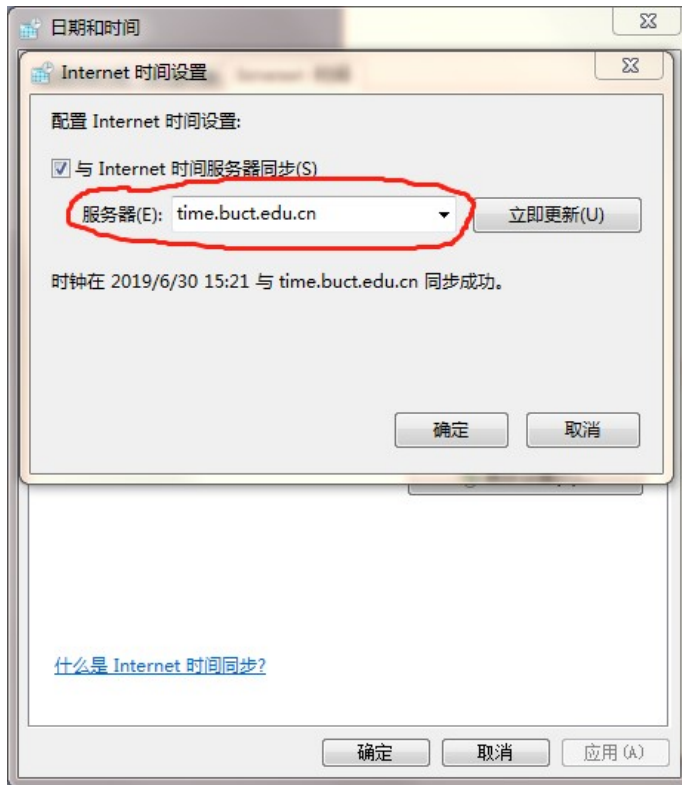 日期和时间
Internet 时间设置
配置 Internet 时间设置:
与 Internet 时间服务器同步(S)
服务器(E): time.buct.edu.cn 立即更新(U)
时钟在 2019/6/30 15:21 与 time.buct.edu.cn 同步成功。
确定 取消
什么是 Internet 时间同步?
确定 取消 应用(A)